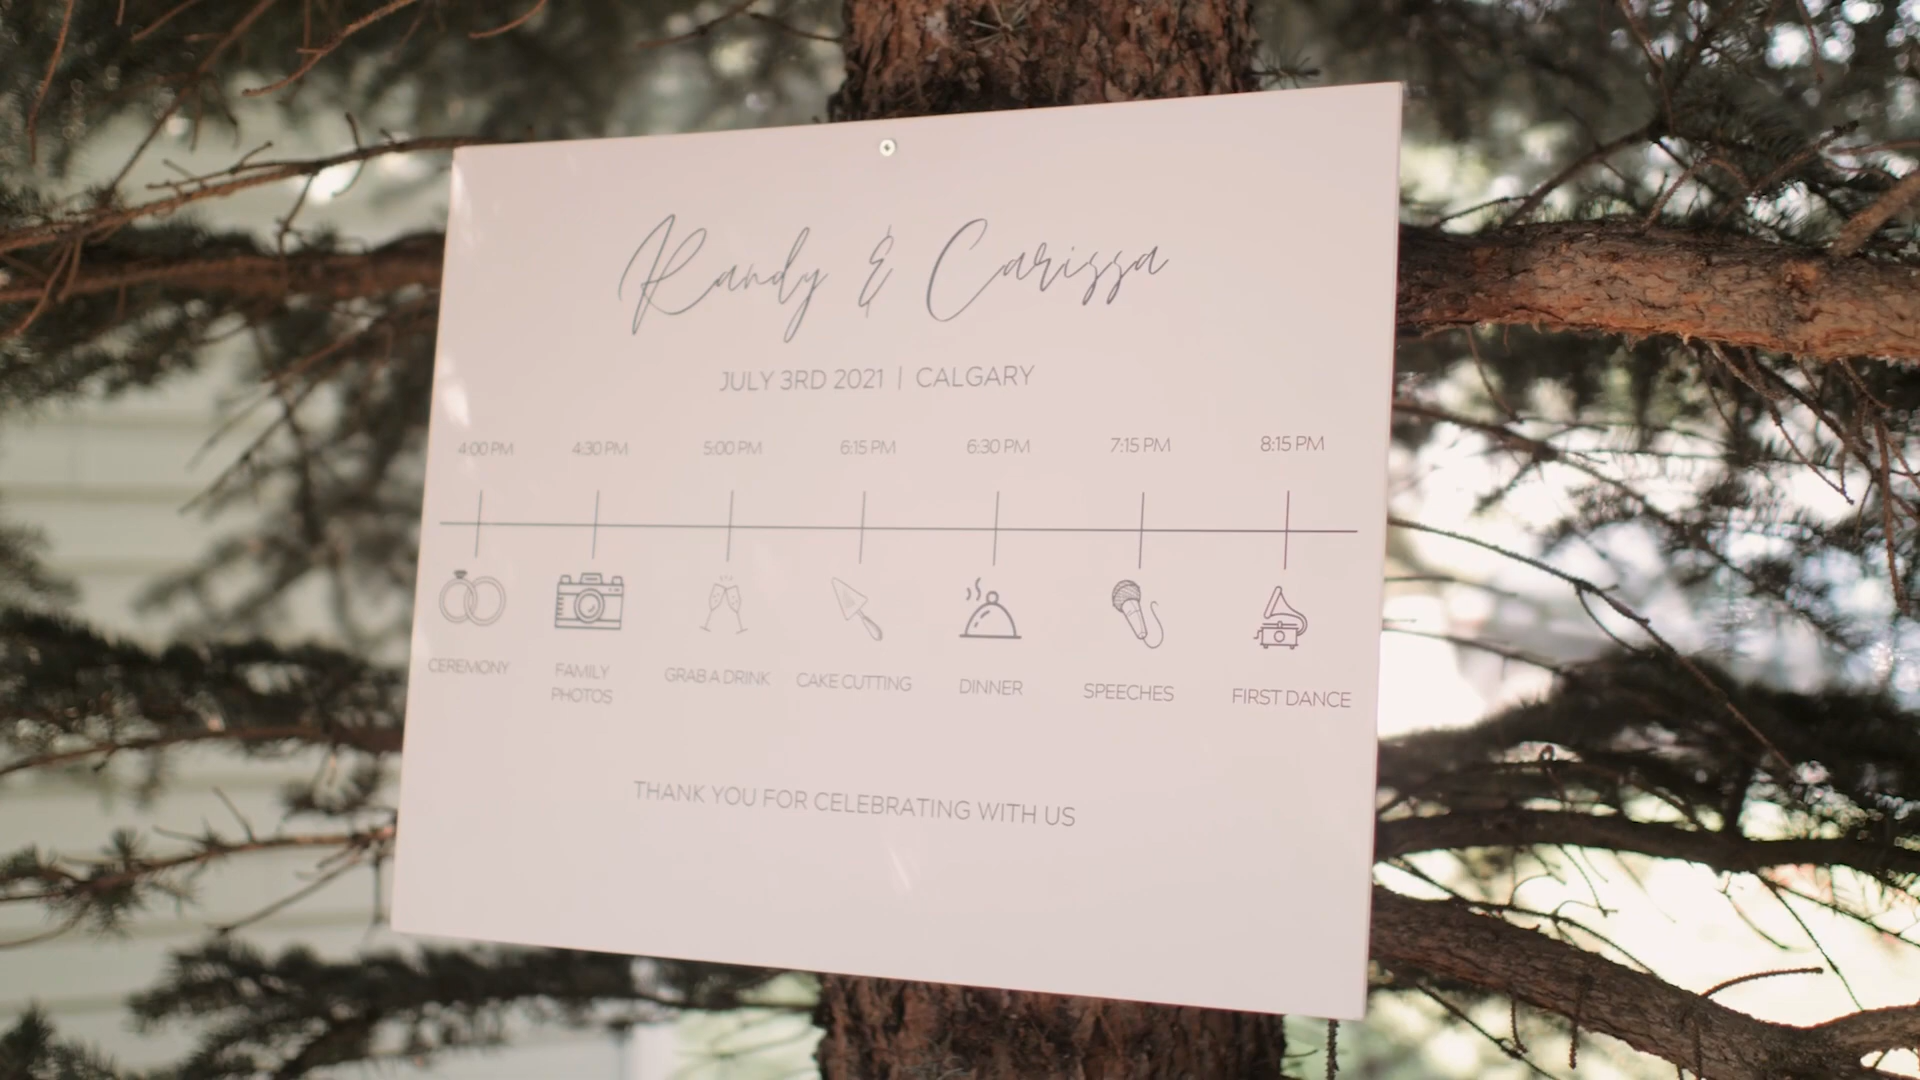 Randy & Carissa
JULY 3RD 2021 | CALGARY
4:00 PM 4:30 PM 5:00 PM 6:15 PM 6:30 PM 7:15 PM 8:15 PM
CEREMONY FAMILY PHOTOS GRAB A DRINK CAKE CUTTING DINNER SPEECHES FIRST DANCE
THANK YOU FOR CELEBRATING WITH US